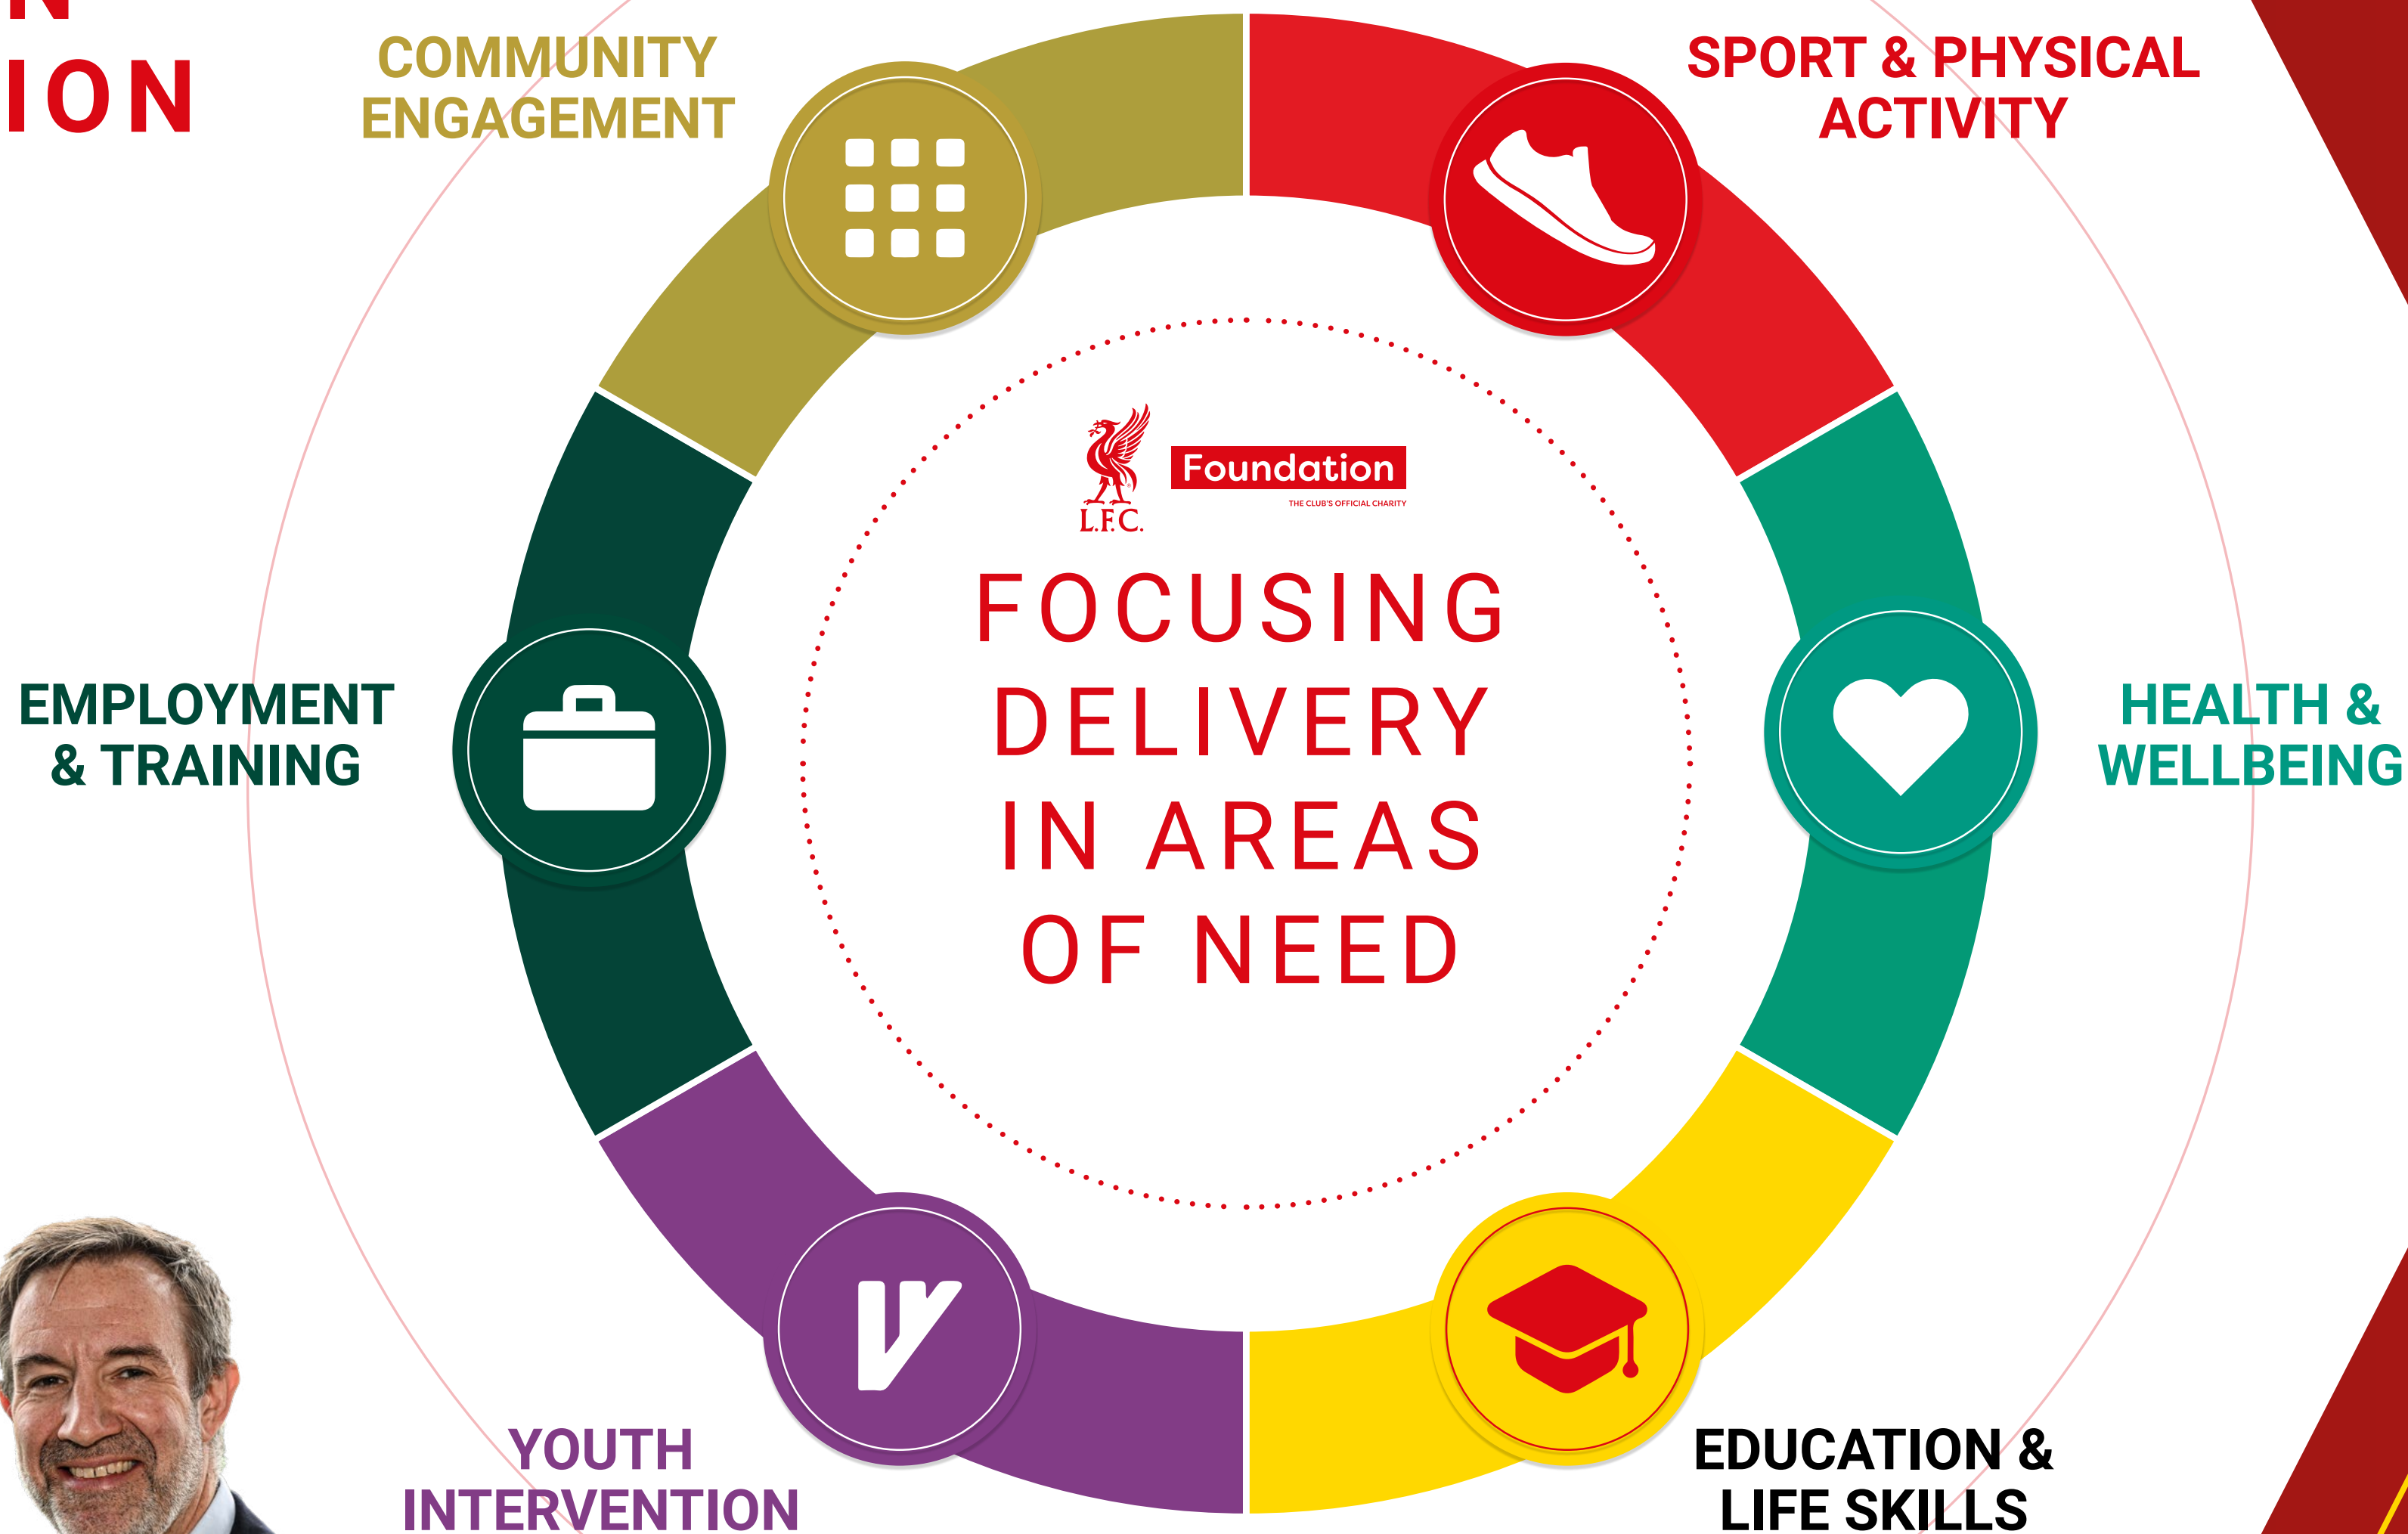 ION
COMMUNITY
ENGAGEMENT
SPORT & PHYSICAL
ACTIVITY
L.F.C.
Foundation
THE CLUB'S OFFICIAL CHARITY
FOCUSING
DELIVERY
IN AREAS
OF NEED
EMPLOYMENT
& TRAINING
HEALTH &
WELLBEING
YOUTH
INTERVENTION
EDUCATION &
LIFE SKILLS